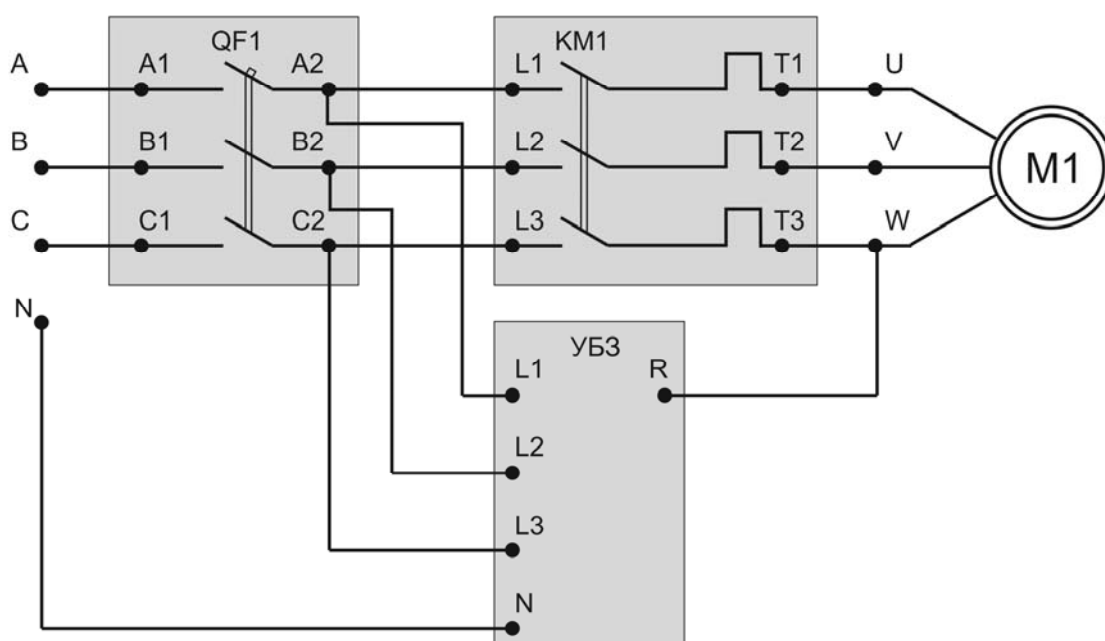 QF1
KM1
A A1 A2 L1 T1 U
B B1 B2 L2 T2 V
M1
C C1 C2 L3 T3 W
N
УБЗ
L1 R
L2
L3
N